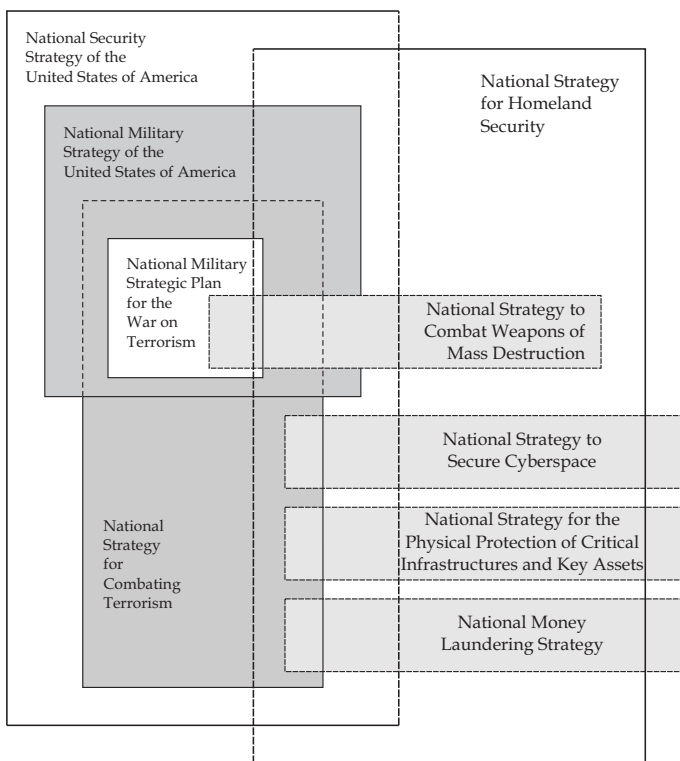 National Security
Strategy of the
United States of America
National Strategy
for Homeland
Security
National Military
Strategy of the
United States of America
National Military
Strategic Plan
for the
War on
Terrorism
National Strategy to
Combat Weapons of
Mass Destruction
National Strategy to
Secure Cyberspace
National Strategy for the
Physical Protection of Critical
Infrastructures and Key Assets
National
Strategy
for
Combating
Terrorism
National Money
Laundering Strategy